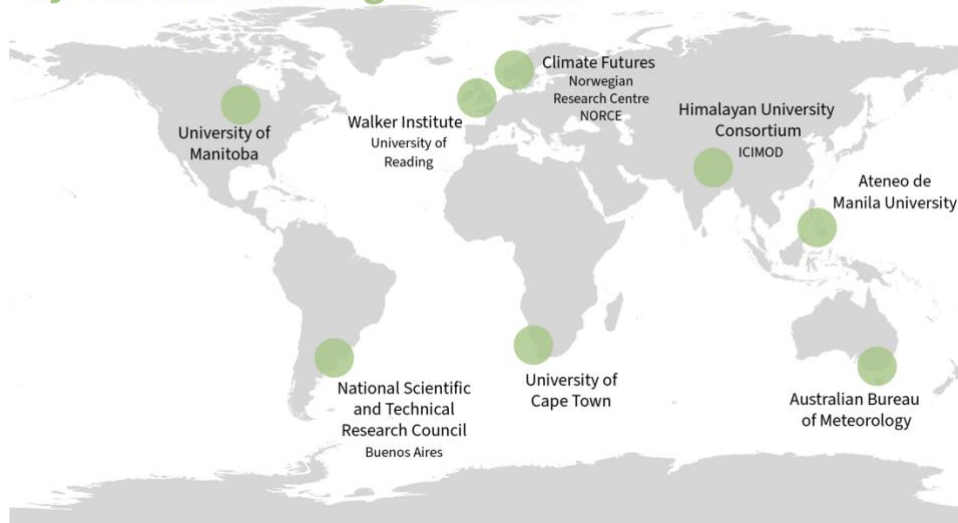 Climate Futures
Norwegian
Research Centre
NORCE
Walker Institute
University of
Reading
University of
Manitoba
Himalayan University
Consortium
ICIMOD
Ateneo de
Manila University
National Scientific
and Technical
Research Council
Buenos Aires
University of
Cape Town
Australian Bureau
of Meteorology